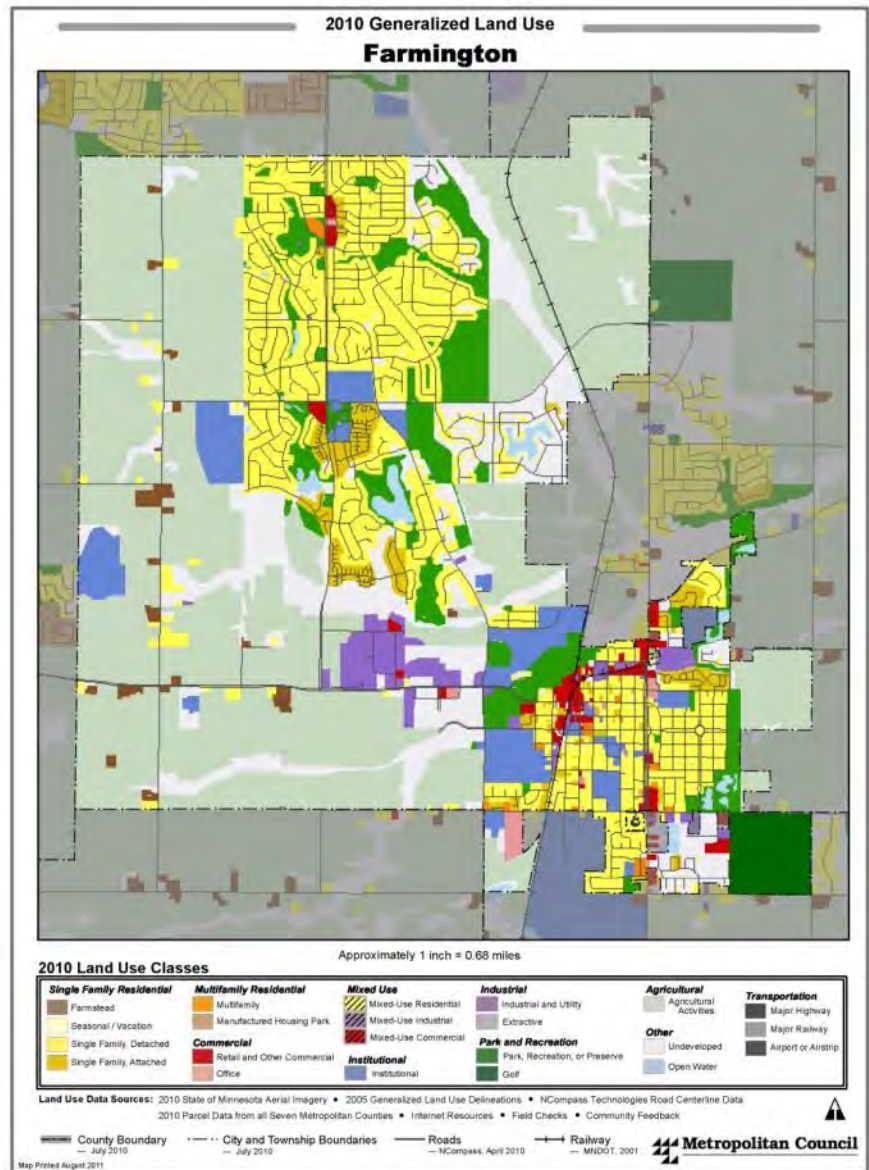 2010 Generalized Land Use
Farmington
Approximately 1 inch = 0.68 miles
2010 Land Use Classes
Single Family Residential
Farmstead
Seasonal / Vacation
Single Family, Detached
Single Family, Attached
Multifamily Residential
Multifamily
Manufactured Housing Park
Commercial
Retail and Other Commercial
Office
Mixed Use
Mixed-Use Residential
Mixed-Use Industrial
Mixed-Use Commercial
Institutional
Institutional
Industrial
Industrial and Utility
Extractive
Park and Recreation
Park, Recreation, or Preserve
Golf
Agricultural
Agricultural
Activities
Other
Undeveloped
Open Water
Transportation
Major Highway
Major Railway
Airport or Airstrip
Land Use Data Sources: 2010 State of Minnesota Aerial Imagery • 2005 Generalized Land Use Delineations • NCompass Technologies Road Centerline Data
2010 Parcel Data from all Seven Metropolitan Counties • Internet Resources • Field Checks • Community Feedback
County Boundary
— July 2010
City and Township Boundaries
— July 2010
Roads
— NCompass, April 2010
Railway
— MNDOT, 2001
Metropolitan Council
Map Printed August 2011